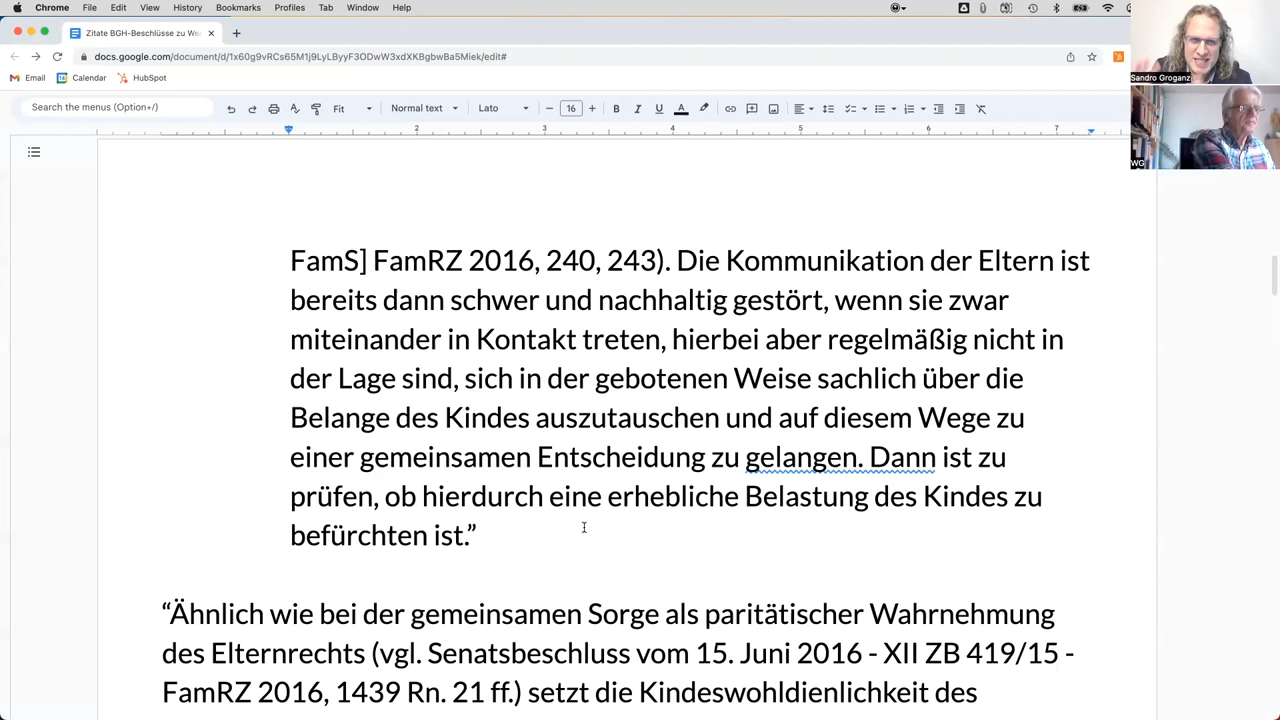 Chrome File Edit View History Bookmarks Profiles Tab Window Help
Zitate BGH-Beschlüsse zu We
docs.google.com/document/d/1x60g9vRCs65M1j9LyLByyF3ODwW3xdXKBgbwBa5Miek/edit#
Email Calendar HubSpot
Search the menus (Option+/) Fit Normal text Lato 16
2 3 4 5 6 7
Sandro Groganz
WG
FamS] FamRZ 2016, 240, 243). Die Kommunikation der Eltern ist
bereits dann schwer und nachhaltig gestört, wenn sie zwar
miteinander in Kontakt treten, hierbei aber regelmäßig nicht in
der Lage sind, sich in der gebotenen Weise sachlich über die
Belange des Kindes auszutauschen und auf diesem Wege zu
einer gemeinsamen Entscheidung zu gelangen. Dann ist zu
prüfen, ob hierdurch eine erhebliche Belastung des Kindes zu
befürchten ist.”
“Ähnlich wie bei der gemeinsamen Sorge als paritätischer Wahrnehmung
des Elternrechts (vgl. Senatsbeschluss vom 15. Juni 2016 - XII ZB 419/15 -
FamRZ 2016, 1439 Rn. 21 ff.) setzt die Kindeswohldienlichkeit des